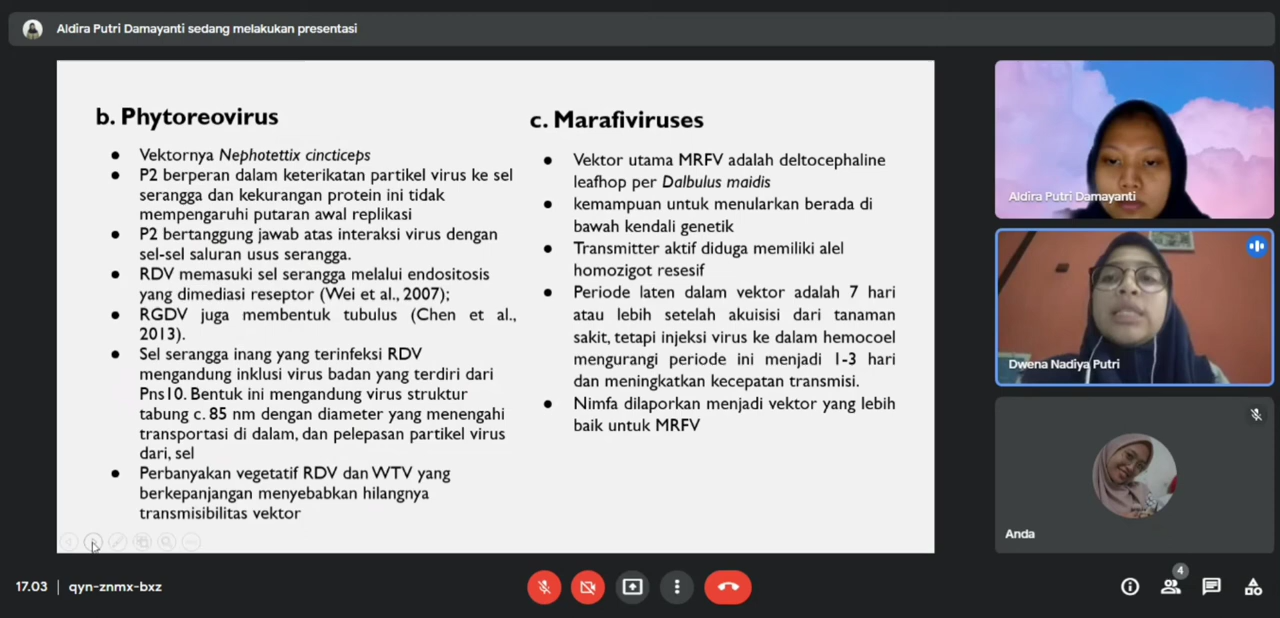 Aldira Putri Damayanti sedang melakukan presentasi
b. Phytoreovirus
● Vektornya Nephotettix cincticeps
● P2 berperan dalam keterikatan partikel virus ke sel
serangga dan kekurangan protein ini tidak
mempengaruhi putaran awal replikasi
● P2 bertanggung jawab atas interaksi virus dengan
sel-sel saluran usus serangga.
● RDV memasuki sel serangga melalui endositosis
yang dimediasi reseptor (Wei et al., 2007);
● RGDV juga membentuk tubulus (Chen et al.,
2013).
● Sel serangga inang yang terinfeksi RDV
mengandung inklusi virus badan yang terdiri dari
Pns10. Bentuk ini mengandung virus struktur
tabung c. 85 nm dengan diameter yang menengahi
transportasi di dalam, dan pelepasan partikel virus
dari, sel
● Perbanyakan vegetatif RDV dan WTV yang
berkepanjangan menyebabkan hilangnya
transmisibilitas vektor
c. Marafiviruses
● Vektor utama MRFV adalah deltocephaline
leafhop per Dalbulus maidis
● kemampuan untuk menularkan berada di
bawah kendali genetik
● Transmitter aktif diduga memiliki alel
homozigot resesif
● Periode laten dalam vektor adalah 7 hari
atau lebih setelah akuisisi dari tanaman
sakit, tetapi injeksi virus ke dalam hemocoel
mengurangi periode ini menjadi 1-3 hari
dan meningkatkan kecepatan transmisi.
● Nimfa dilaporkan menjadi vektor yang lebih
baik untuk MRFV
Aldira Putri Damayanti
Dwena Nadiya Putri
Anda
17.03 | qyn-znmx-bxz
4